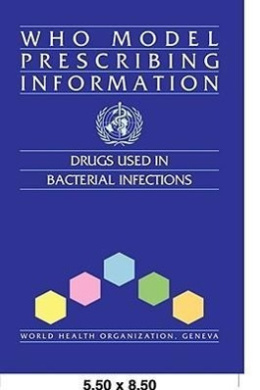 WHO MODEL
PRESCRIBING
INFORMATION
DRUGS USED IN
BACTERIAL INFECTIONS
WORLD HEALTH ORGANIZATION, GENEVA
5.50 x 8.50